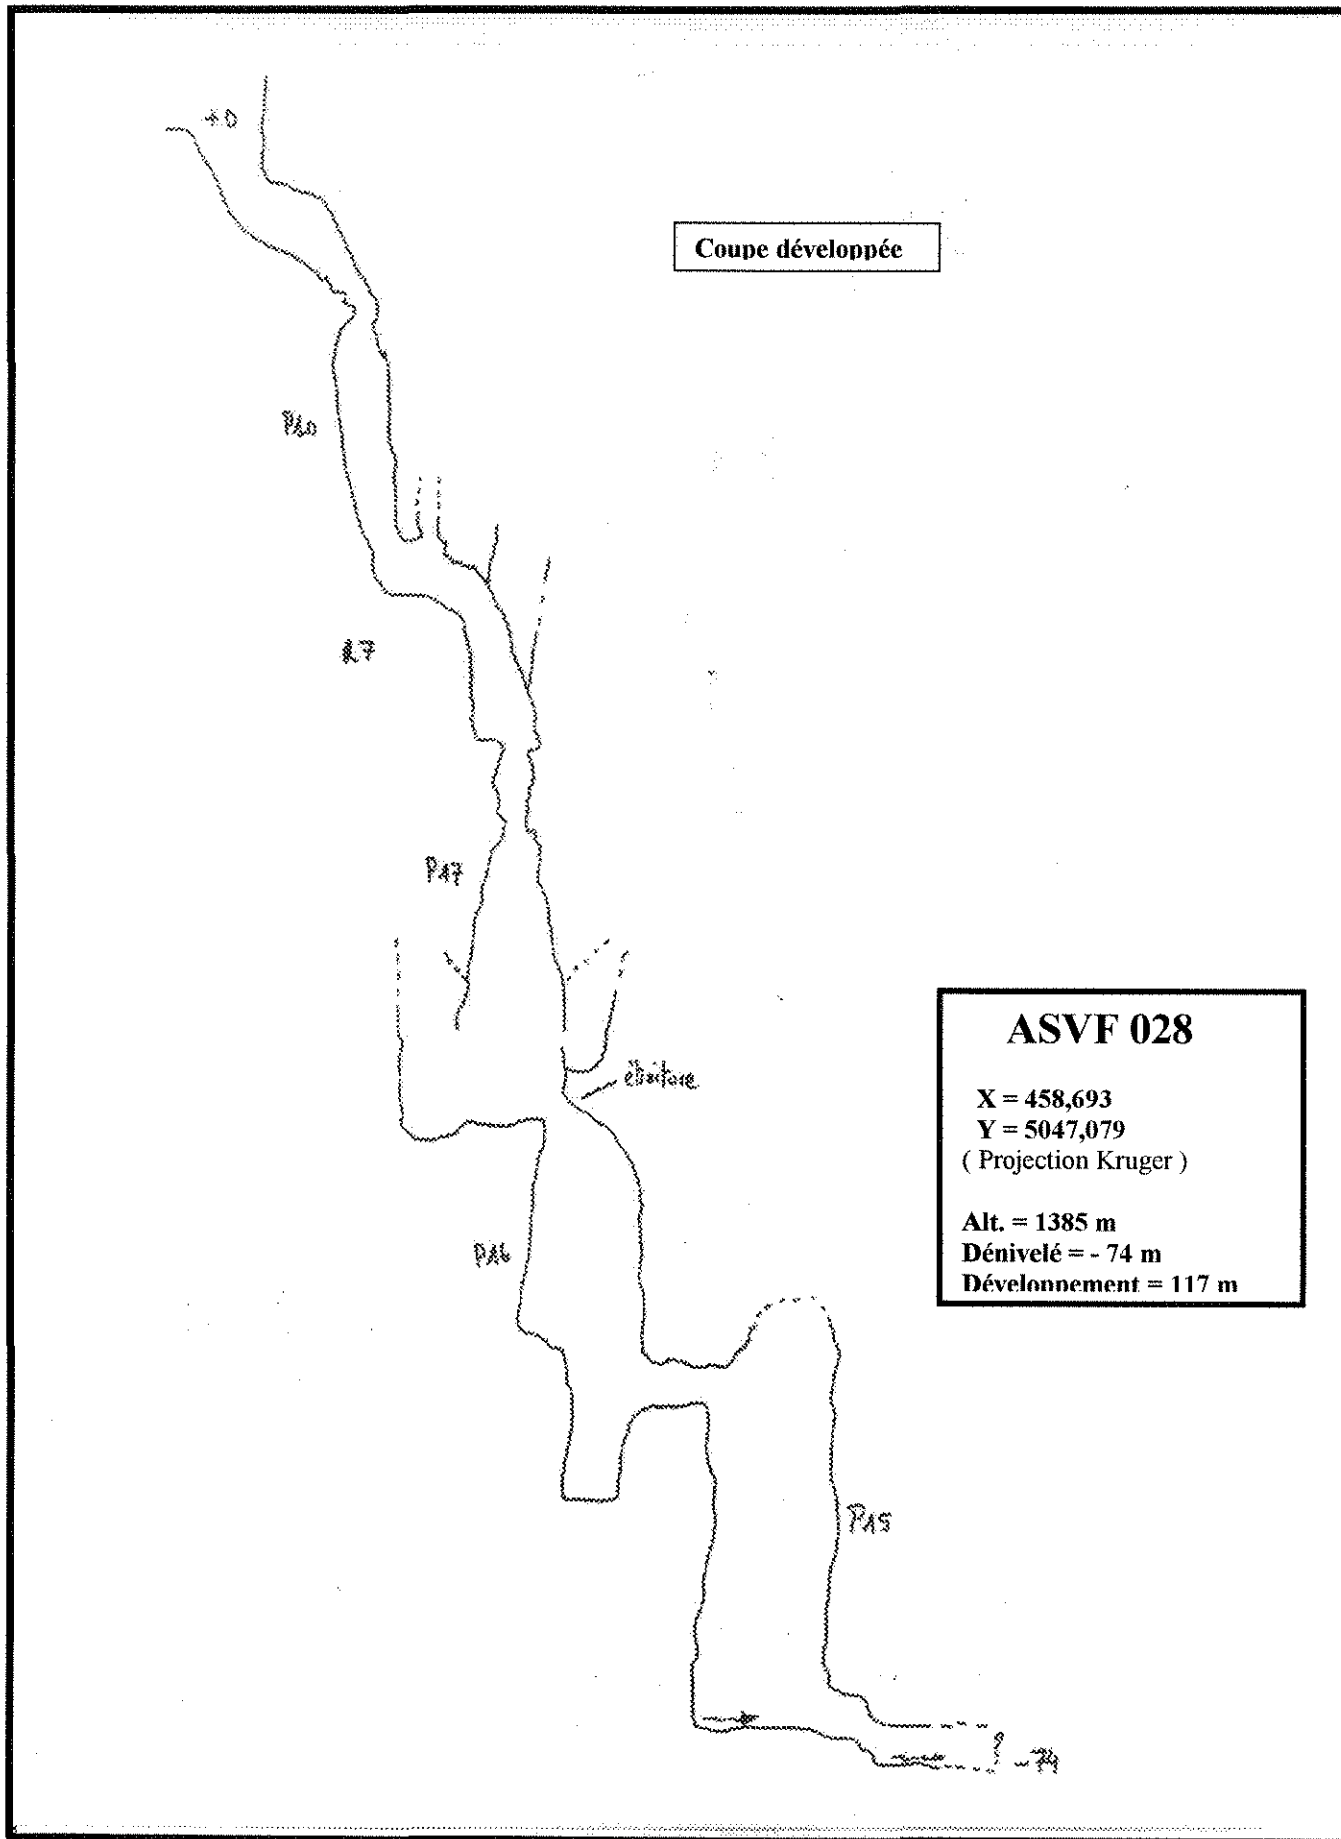 +0
Coupe développée
P10
R7
P17
étroiture
ASVF 028
X = 458,693
Y = 5047,079
( Projection Kruger )
Alt. = 1385 m
Dénivelé = - 74 m
Développement = 117 m
P16
P15
?
-74